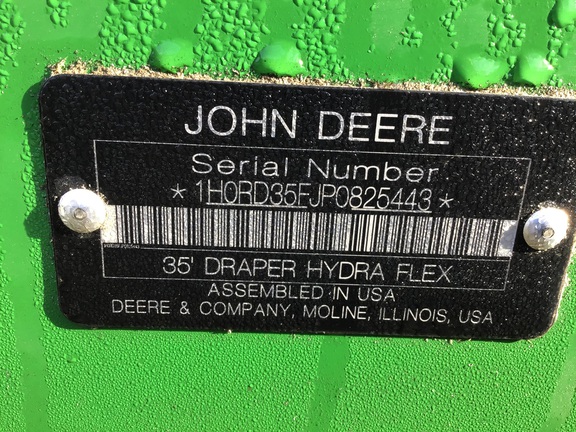 JOHN DEERE
Serial Number
*1H0RD35FJP0825443*
35' DRAPER HYDRA FLEX
ASSEMBLED IN USA
DEERE & COMPANY, MOLINE, ILLINOIS, USA